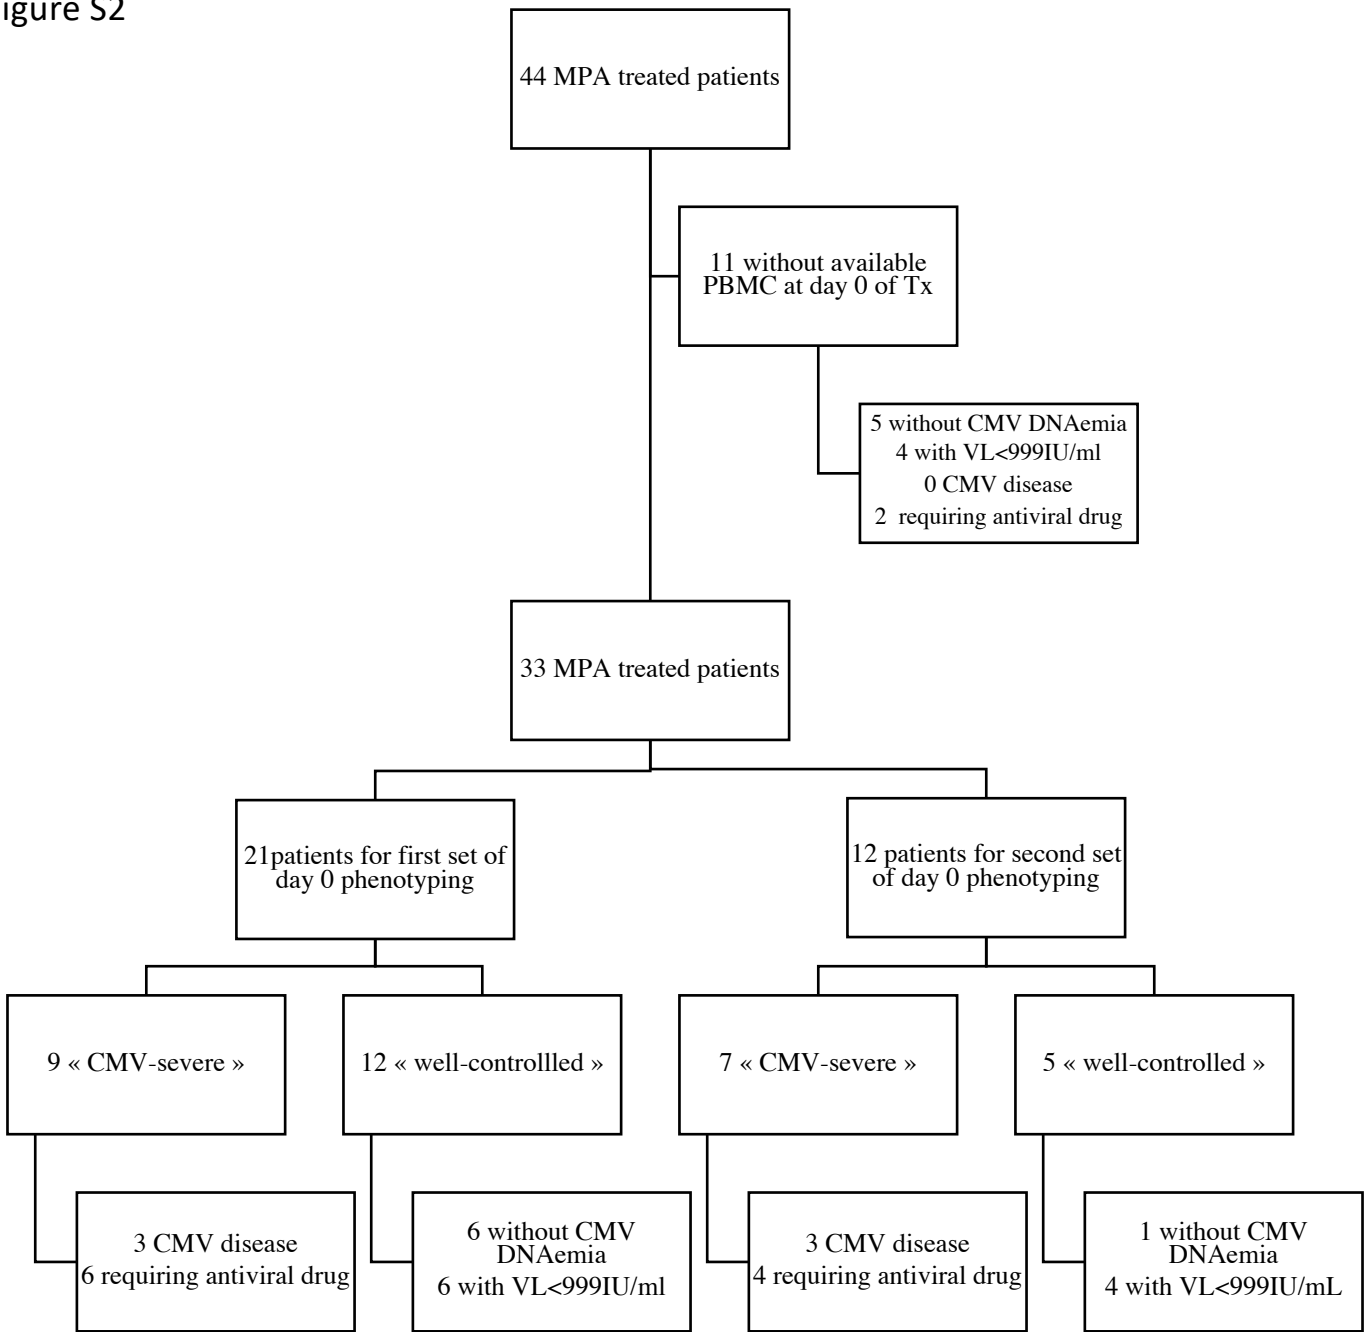 igure S2
44 MPA treated patients
11 without available
PBMC at day 0 of Tx
5 without CMV DNAemia
4 with VL<999IU/ml
0 CMV disease
2 requiring antiviral drug
33 MPA treated patients
21patients for first set of
day 0 phenotyping
12 patients for second set
of day 0 phenotyping
9 « CMV-severe »
12 « well-controllled »
7 « CMV-severe »
5 « well-controlled »
3 CMV disease
6 requiring antiviral drug
6 without CMV
DNAemia
6 with VL<999IU/ml
3 CMV disease
4 requiring antiviral drug
1 without CMV
DNAemia
4 with VL<999IU/mL